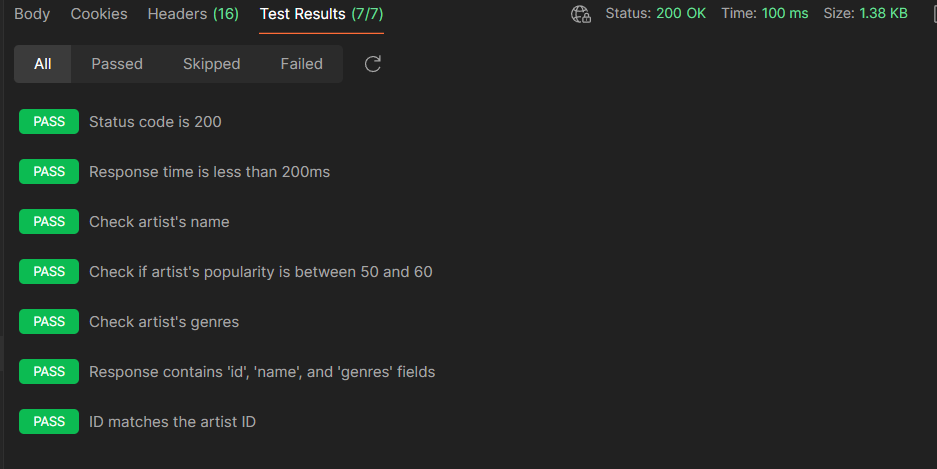 Body Cookies Headers (16) Test Results (7/7) Status: 200 OK Time: 100 ms Size: 1.38 KB
All Passed Skipped Failed
PASS Status code is 200
PASS Response time is less than 200ms
PASS Check artist's name
PASS Check if artist's popularity is between 50 and 60
PASS Check artist's genres
PASS Response contains 'id', 'name', and 'genres' fields
PASS ID matches the artist ID